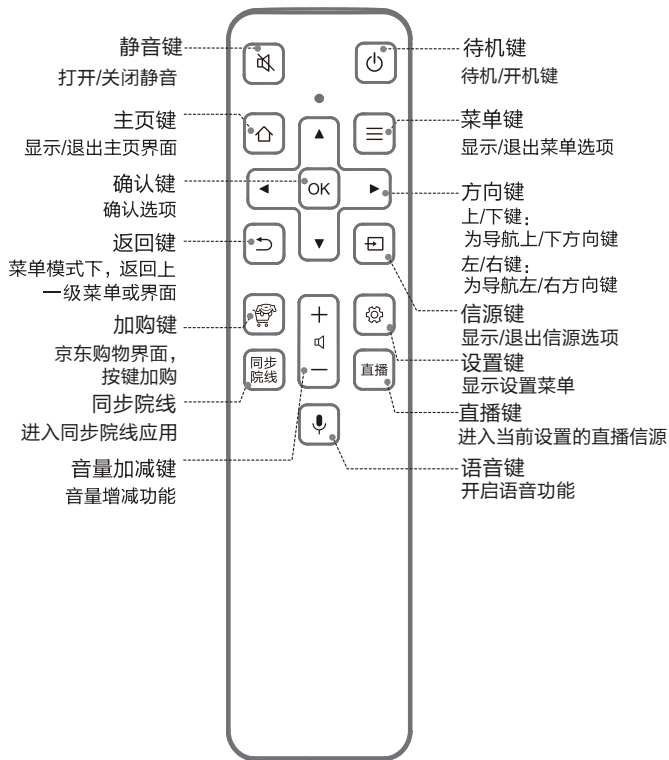 静音键
打开/关闭静音
主页键
显示/退出主页界面
确认键
确认选项
返回键
菜单模式下，返回上
一级菜单或界面
加购键
京东购物界面，
按键加购
同步院线
进入同步院线应用
音量加减键
音量增减功能
OK
同步
院线
直播
待机键
待机/开机键
菜单键
显示/退出菜单选项
方向键
上/下键：
为导航上/下方向键
左/右键：
为导航左/右方向键
信源键
显示/退出信源选项
设置键
显示设置菜单
直播键
进入当前设置的直播信源
语音键
开启语音功能